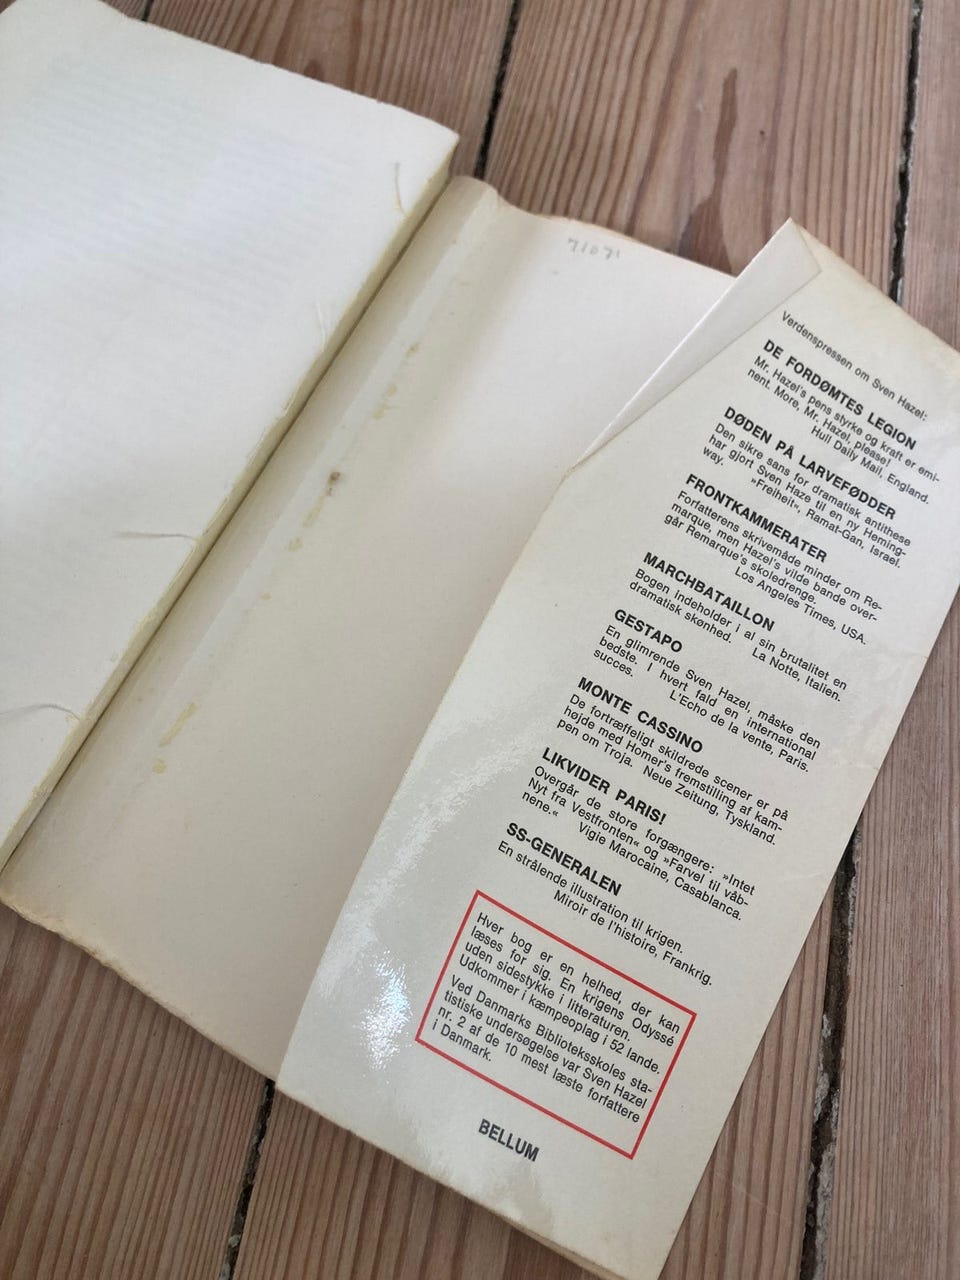 71071
Verdenspressen om Sven Hazel:
DE FORDØMTES LEGION
Mr. Hazel's pens styrke og kraft er emi-
nent. More, Mr. Hazel, please!
Hull Daily Mail, England.
DØDEN PÅ LARVEFØDDER
Den sikre sans for dramatisk antithese
har gjort Sven Haze til en ny Heming-
way.
»Freiheit«, Ramat-Gan, Israel.
FRONTKAMMERATER
Forfatterens skrivemåde minder om Re-
marque, men Hazel's vilde bande over-
går Remarque's skoledrenge.
Los Angeles Times, USA.
MARCHBATAILLON
Bogen indeholder i al sin brutalitet en
dramatisk skønhed. La Notte, Italien.
GESTAPO
En glimrende Sven Hazel, måske den
bedste. I hvert fald en international
succes. L'Echo de la vente, Paris.
MONTE CASSINO
De fortræffeligt skildrede scener er på
højde med Homer's fremstilling af kam-
pen om Troja. Neue Zeitung, Tyskland.
LIKVIDER PARIS!
Overgår de store forgængere: »Intet
Nyt fra Vestfronten« og »Farvel til våb-
nene.« Vigie Marocaine, Casablanca.
SS-GENERALEN
En strålende illustration til krigen.
Miroir de l'histoire, Frankrig.
Hver bog er en helhed, der kan
læses for sig. En krigens Odyssé
uden sidestykke i litteraturen.
Udkommer i kæmpeoplag i 52 lande.
Ved Danmarks Biblioteksskoles sta-
tistiske undersøgelse var Sven Hazel
nr. 2 af de 10 mest læste forfattere
i Danmark.
BELLUM